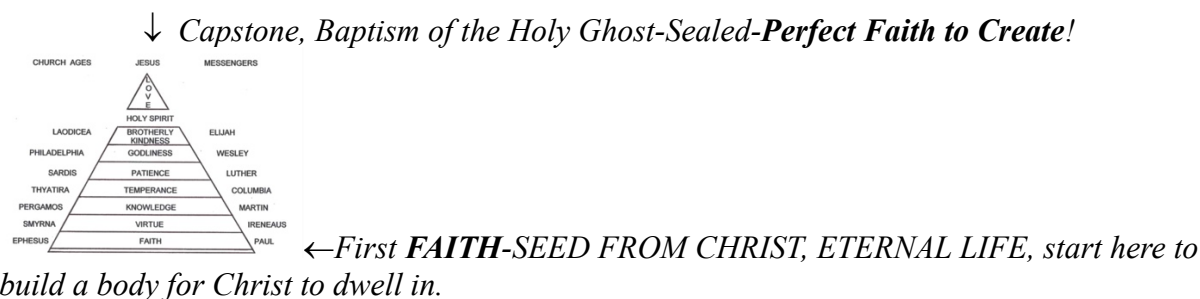 ↓ Capstone, Baptism of the Holy Ghost-Sealed-Perfect Faith to Create!
CHURCH AGES JESUS MESSENGERS
L
O
V
E
HOLY SPIRIT
LAODICEA BROTHERLY KINDNESS ELIJAH
PHILADELPHIA GODLINESS WESLEY
SARDIS PATIENCE LUTHER
THYATIRA TEMPERANCE COLUMBIA
PERGAMOS KNOWLEDGE MARTIN
SMYRNA VIRTUE IRENEAUS
EPHESUS FAITH PAUL
←First FAITH-SEED FROM CHRIST, ETERNAL LIFE, start here to
build a body for Christ to dwell in.